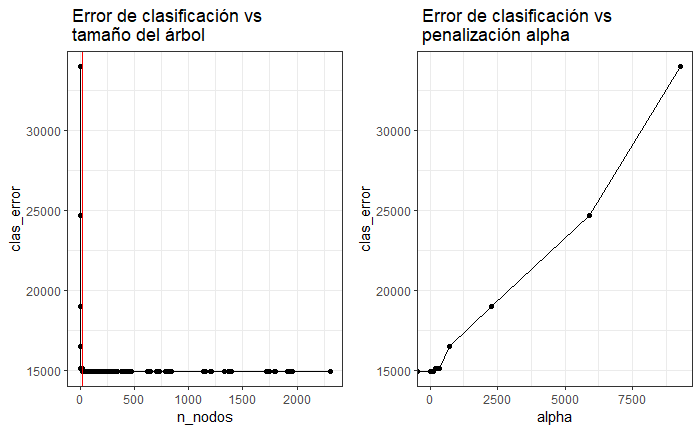 Error de clasificación vs
tamaño del árbol
clas_error
30000
25000
20000
15000
0
500
1000
1500
2000
n_nodos
Error de clasificación vs
penalización alpha
clas_error
30000
25000
20000
15000
0
2500
5000
7500
alpha